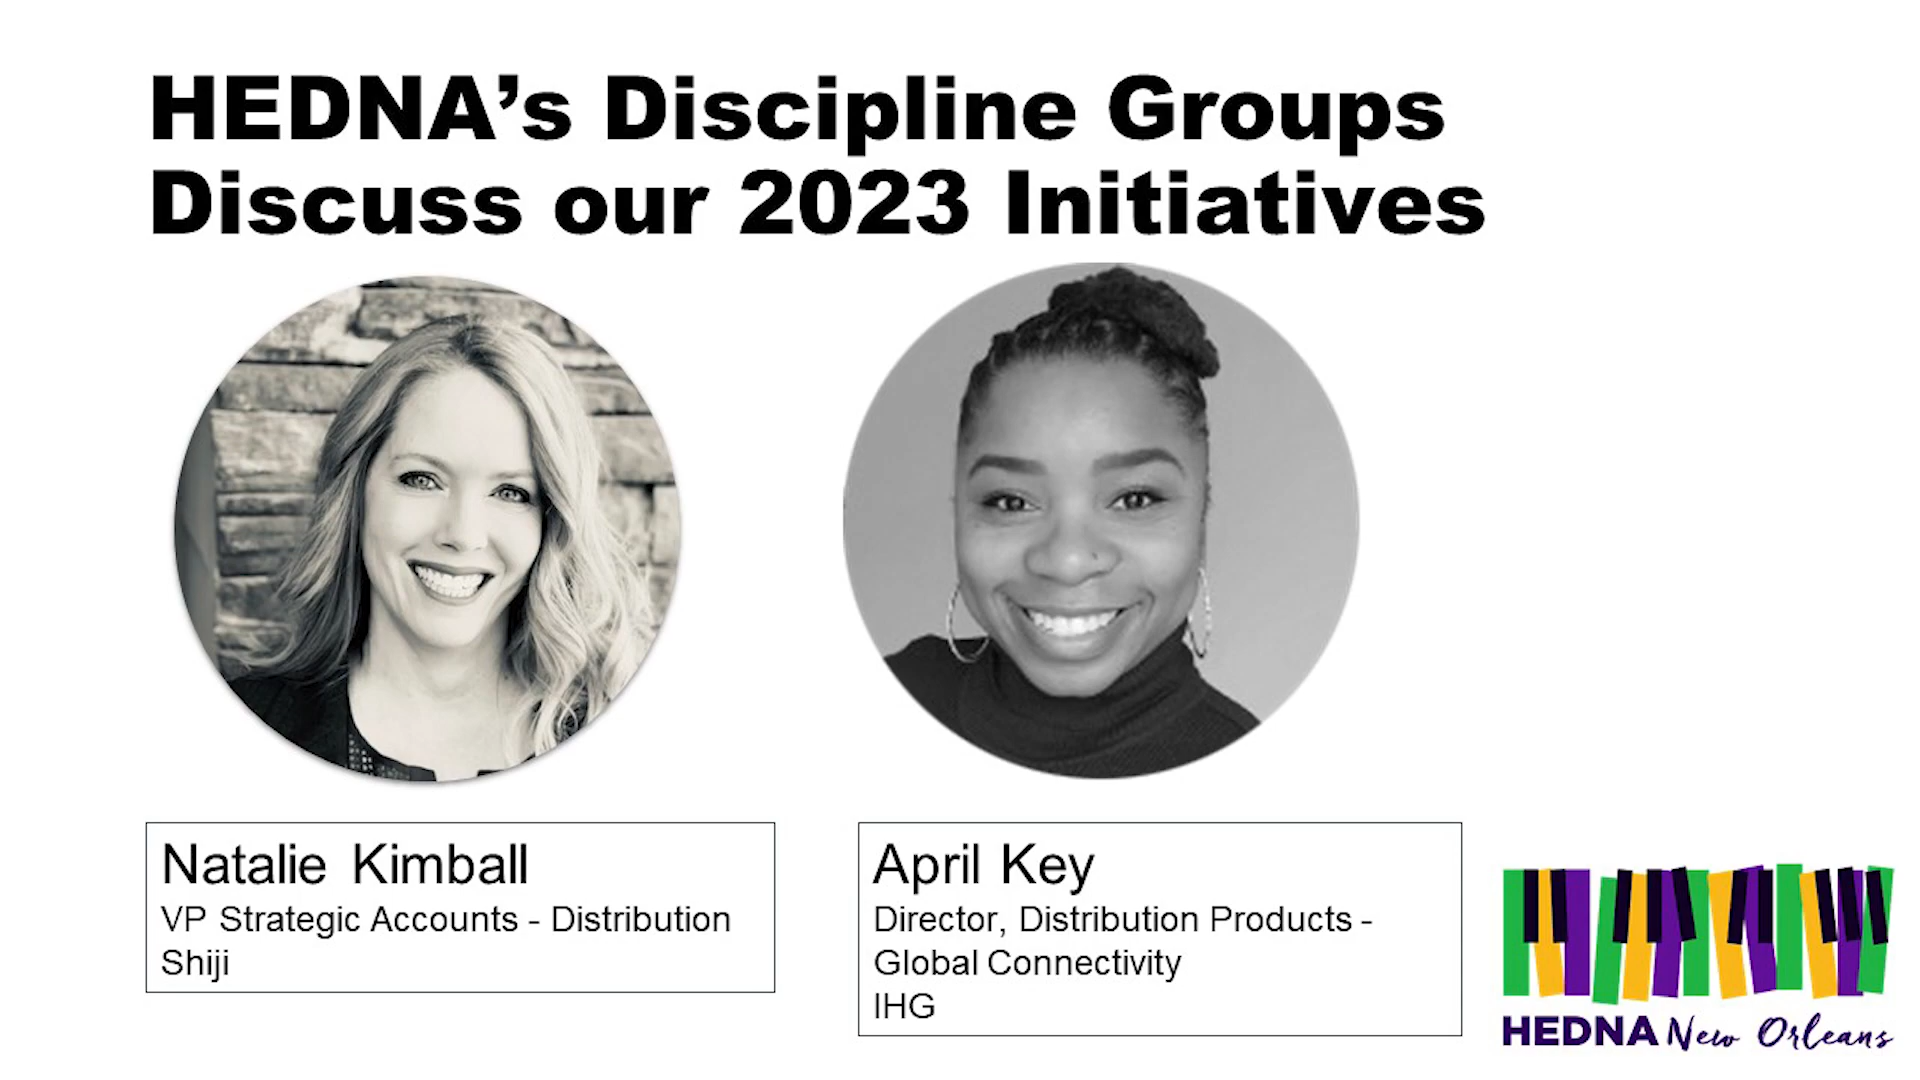 HEDNA’s Discipline Groups
Discuss our 2023 Initiatives
Natalie Kimball
VP Strategic Accounts - Distribution
Shiji
April Key
Director, Distribution Products -
Global Connectivity
IHG
HEDNA New Orleans